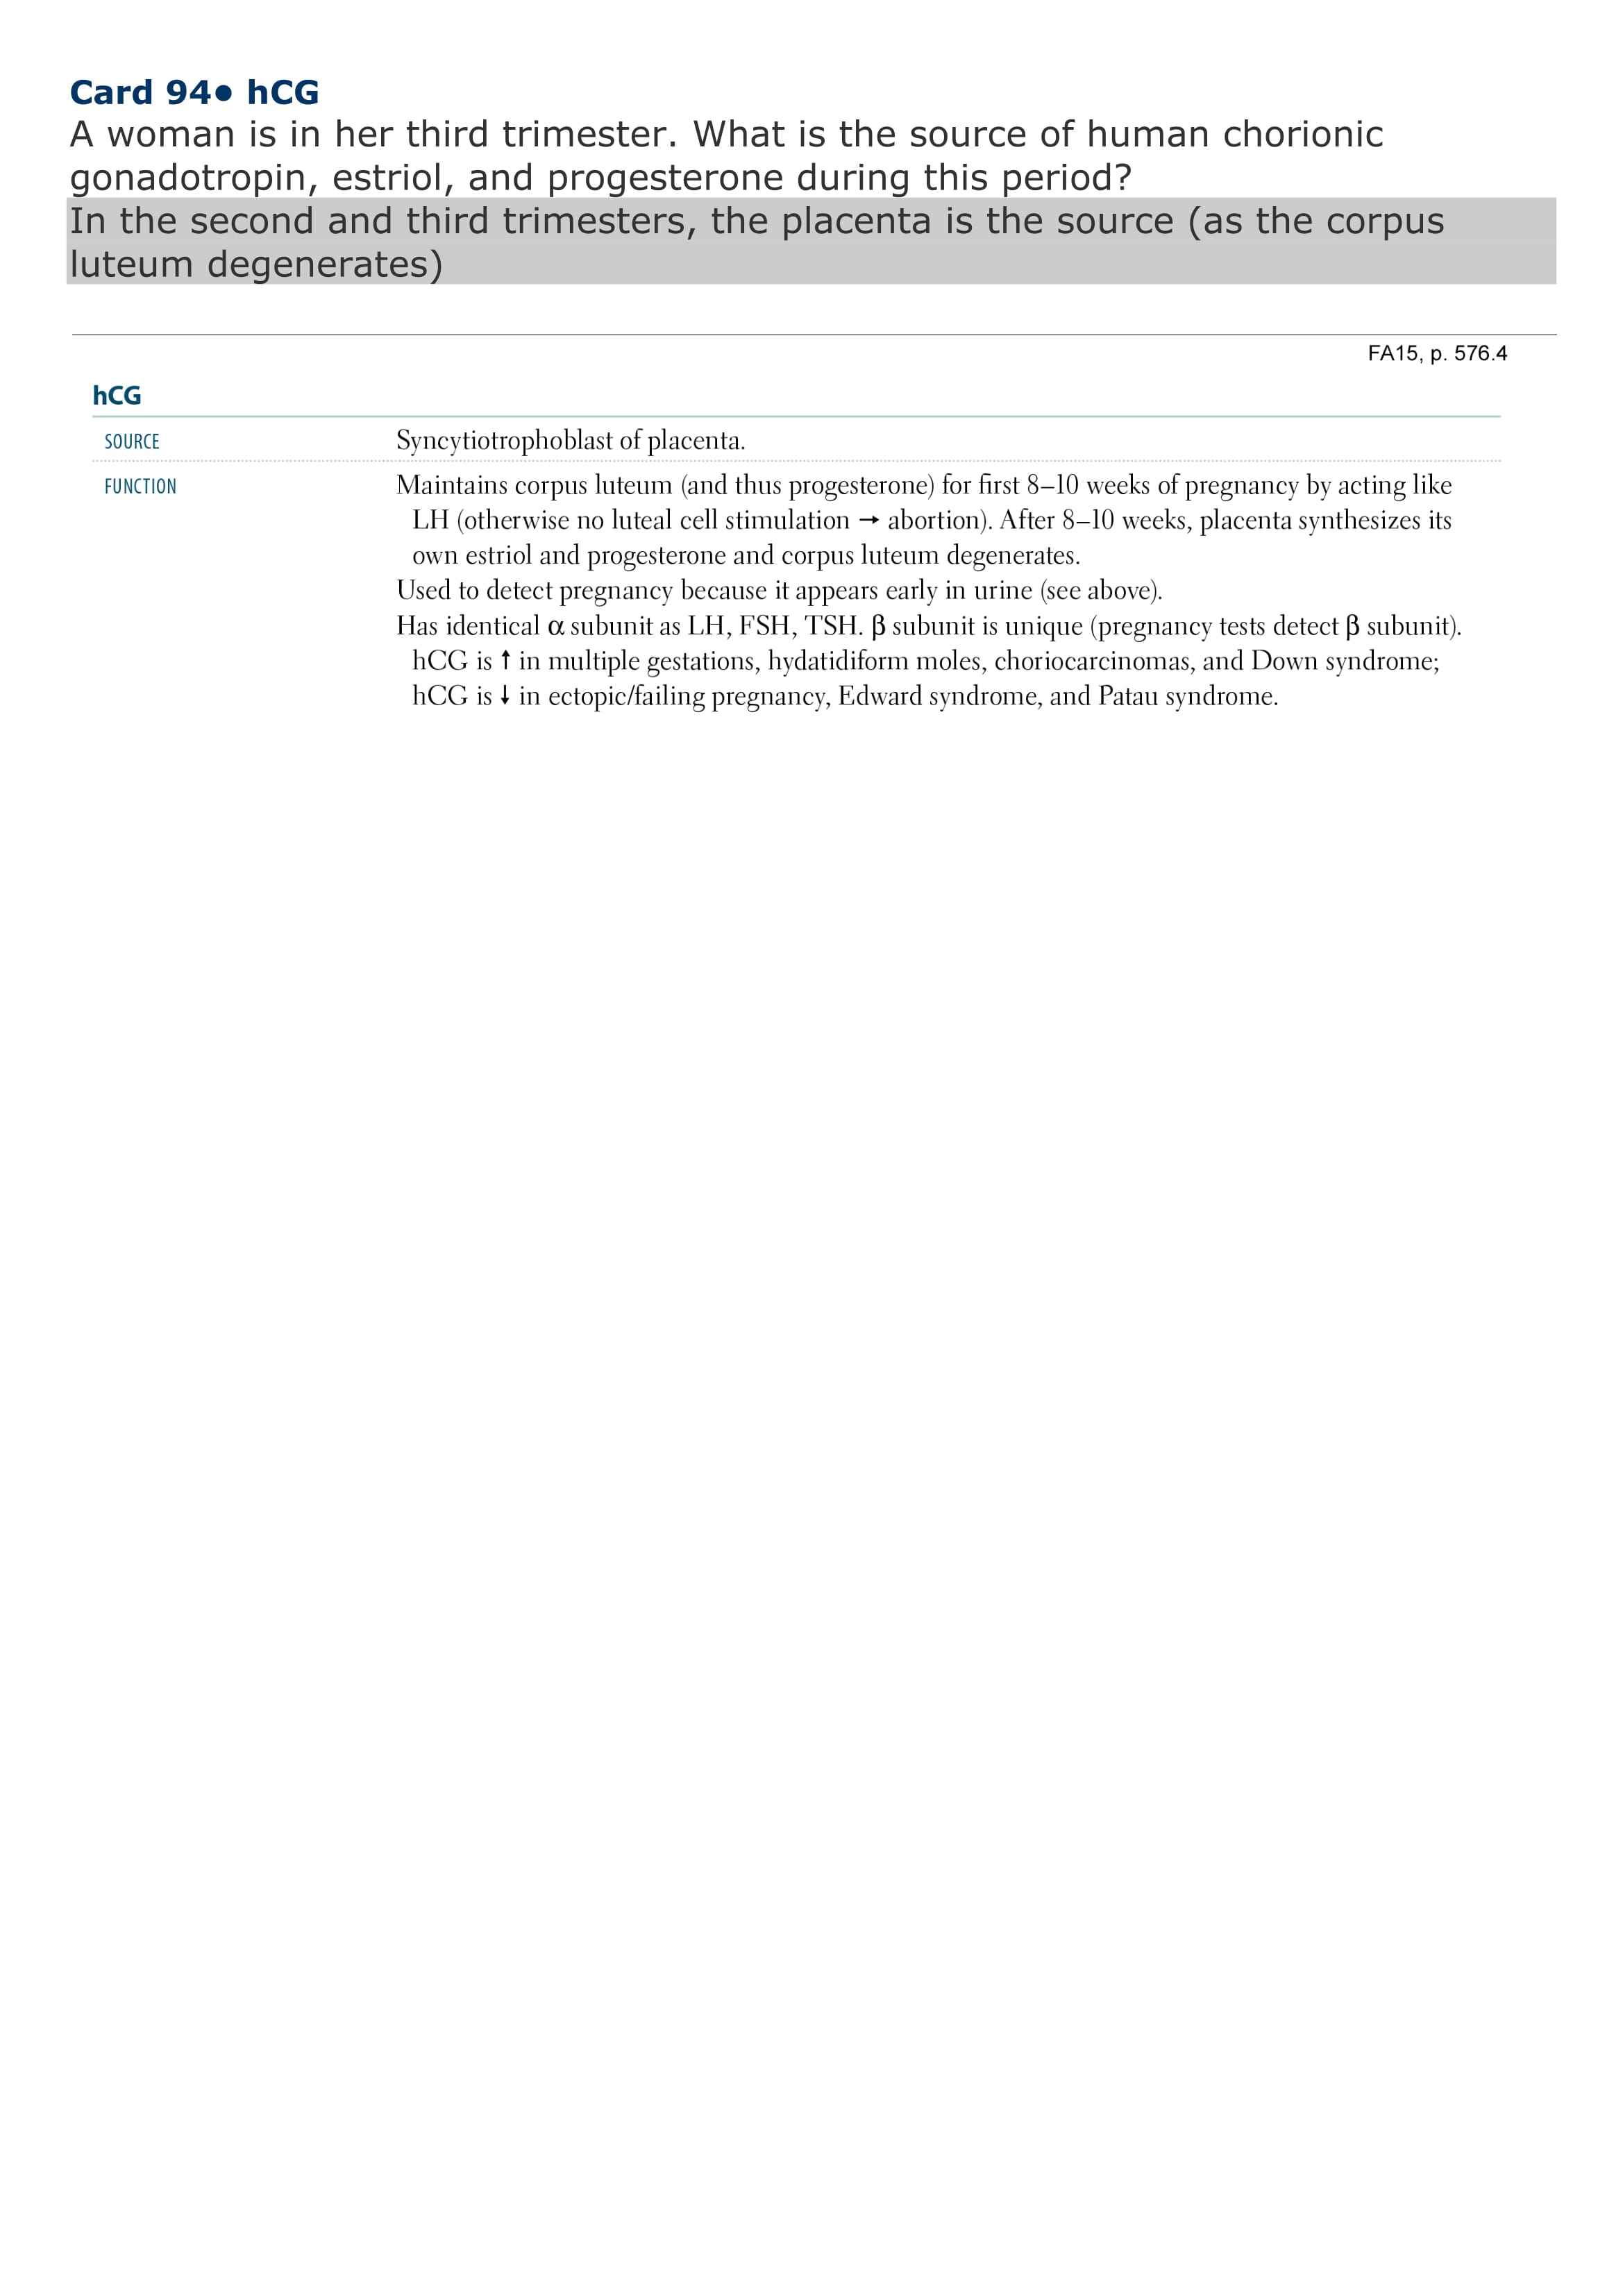 Card 94● hCG
A woman is in her third trimester. What is the source of human chorionic
gonadotropin, estriol, and progesterone during this period?
In the second and third trimesters, the placenta is the source (as the corpus
luteum degenerates)
FA15, p. 576.4
hCG
SOURCE Syncytiotrophoblast of placenta.
FUNCTION Maintains corpus luteum (and thus progesterone) for first 8–10 weeks of pregnancy by acting like
LH (otherwise no luteal cell stimulation → abortion). After 8–10 weeks, placenta synthesizes its
own estriol and progesterone and corpus luteum degenerates.
Used to detect pregnancy because it appears early in urine (see above).
Has identical α subunit as LH, FSH, TSH. β subunit is unique (pregnancy tests detect β subunit).
hCG is ↑ in multiple gestations, hydatidiform moles, choriocarcinomas, and Down syndrome;
hCG is ↓ in ectopic/failing pregnancy, Edward syndrome, and Patau syndrome.